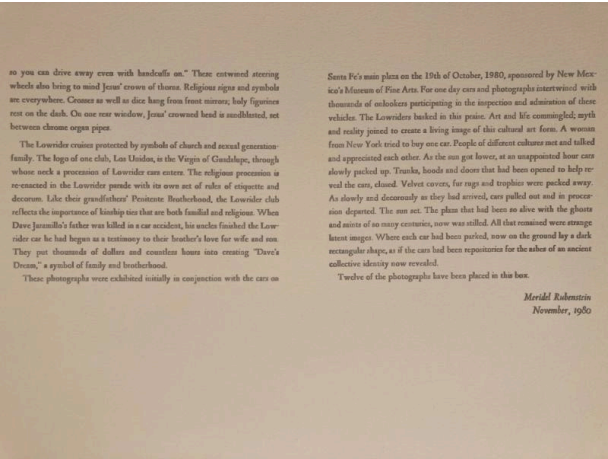 so you can drive away even with handcuffs on." These entwined steering
wheels also bring to mind Jesus' crown of thorns. Religious signs and symbols
are everywhere. Crosses as well as dice hang from front mirrors; holy figurines
rest on the dash. On one rear window, Jesus' crowned head is sandblasted, set
between chrome organ pipes.
The Lowrider cruises protected by symbols of church and sexual generation-
family. The logo of one club, Los Unidos, is the Virgin of Guadalupe, through
whose neck a procession of Lowrider cars enters. The religious procession is
re-enacted in the Lowrider parade with its own set of rules of etiquette and
decorum. Like their grandfathers' Penitente Brotherhood, the Lowrider club
reflects the importance of kinship ties that are both familial and religious. When
Dave Jaramillo's father was killed in a car accident, his uncles finished the Low-
rider car he had begun as a testimony to their brother's love for wife and son.
They put thousands of dollars and countless hours into creating "Dave's
Dream," a symbol of family and brotherhood.
These photographs were exhibited initially in conjunction with the cars on
Santa Fe's main plaza on the 19th of October, 1980, sponsored by New Mex-
ico's Museum of Fine Arts. For one day cars and photographs intertwined with
thousands of onlookers participating in the inspection and admiration of these
vehicles. The Lowriders basked in this praise. Art and life commingled; myth
and reality joined to create a living image of this cultural art form. A woman
from New York tried to buy one car. People of different cultures met and talked
and appreciated each other. As the sun got lower, at an unappointed hour cars
slowly packed up. Trunks, hoods and doors that had been opened to help re-
veal the cars, closed. Velvet covers, fur rugs and trophies were packed away.
As slowly and decorously as they had arrived, cars pulled out and in proces-
sion departed. The sun set. The plaza that had been so alive with the ghosts
and saints of so many centuries, now was stilled. All that remained were strange
latent images. Where each car had been parked, now on the ground lay a dark
rectangular shape, as if the cars had been repositories for the ashes of an ancient
collective identity now revealed.
Twelve of the photographs have been placed in this box.
Meridel Rubenstein
November, 1980